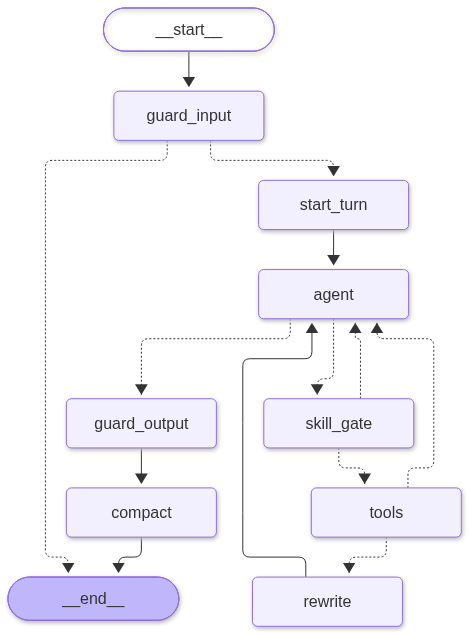 __start__
guard_input
start_turn
agent
guard_output
skill_gate
compact
tools
__end__
rewrite